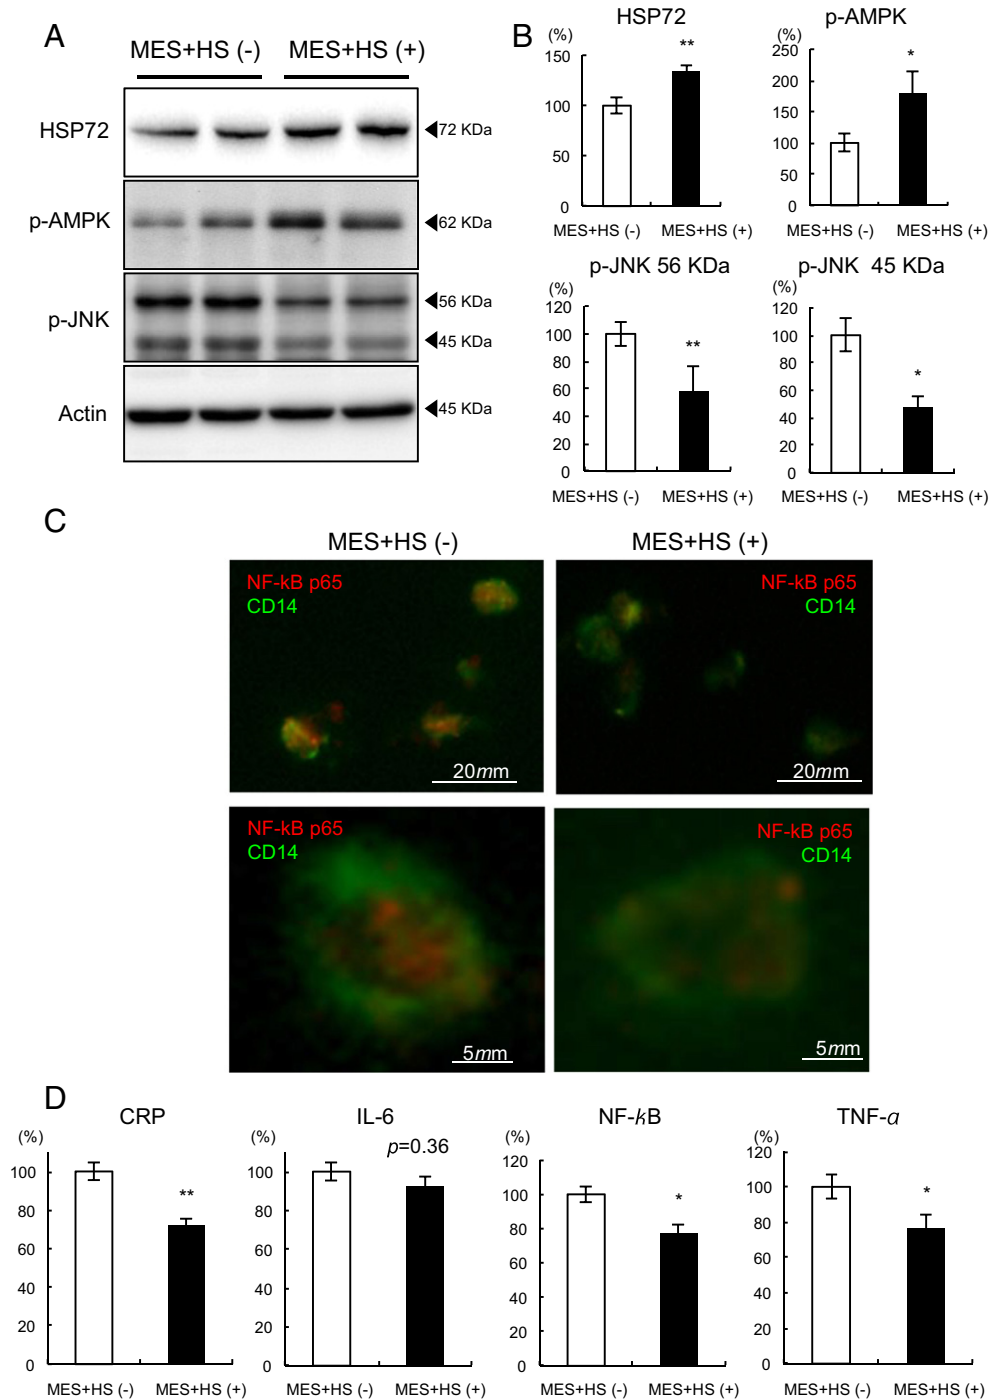 A
MES+HS (-) MES+HS (+)
HSP72
72 KDa
p-AMPK
62 KDa
p-JNK
56 KDa
45 KDa
Actin
45 KDa
B
HSP72
(%)
150
100
50
0
**
MES+HS (-) MES+HS (+)
p-AMPK
(%)
250
200
150
100
50
0
*
MES+HS (-) MES+HS (+)
p-JNK 56 KDa
(%)
120
100
80
60
40
20
0
**
MES+HS (-) MES+HS (+)
p-JNK 45 KDa
(%)
120
100
80
60
40
20
0
*
MES+HS (-) MES+HS (+)
C
MES+HS (-) MES+HS (+)
NF-kB p65
CD14
20mm
NF-kB p65
CD14
20mm
NF-kB p65
CD14
5mm
NF-kB p65
CD14
5mm
D
CRP
(%)
100
80
60
40
20
0
**
MES+HS (-) MES+HS (+)
IL-6
(%)
p=0.36
100
80
60
40
20
0
MES+HS (-) MES+HS (+)
NF-kB
(%)
120
100
80
60
40
20
0
*
MES+HS (-) MES+HS (+)
TNF-α
(%)
120
100
80
60
40
20
0
*
MES+HS (-) MES+HS (+)